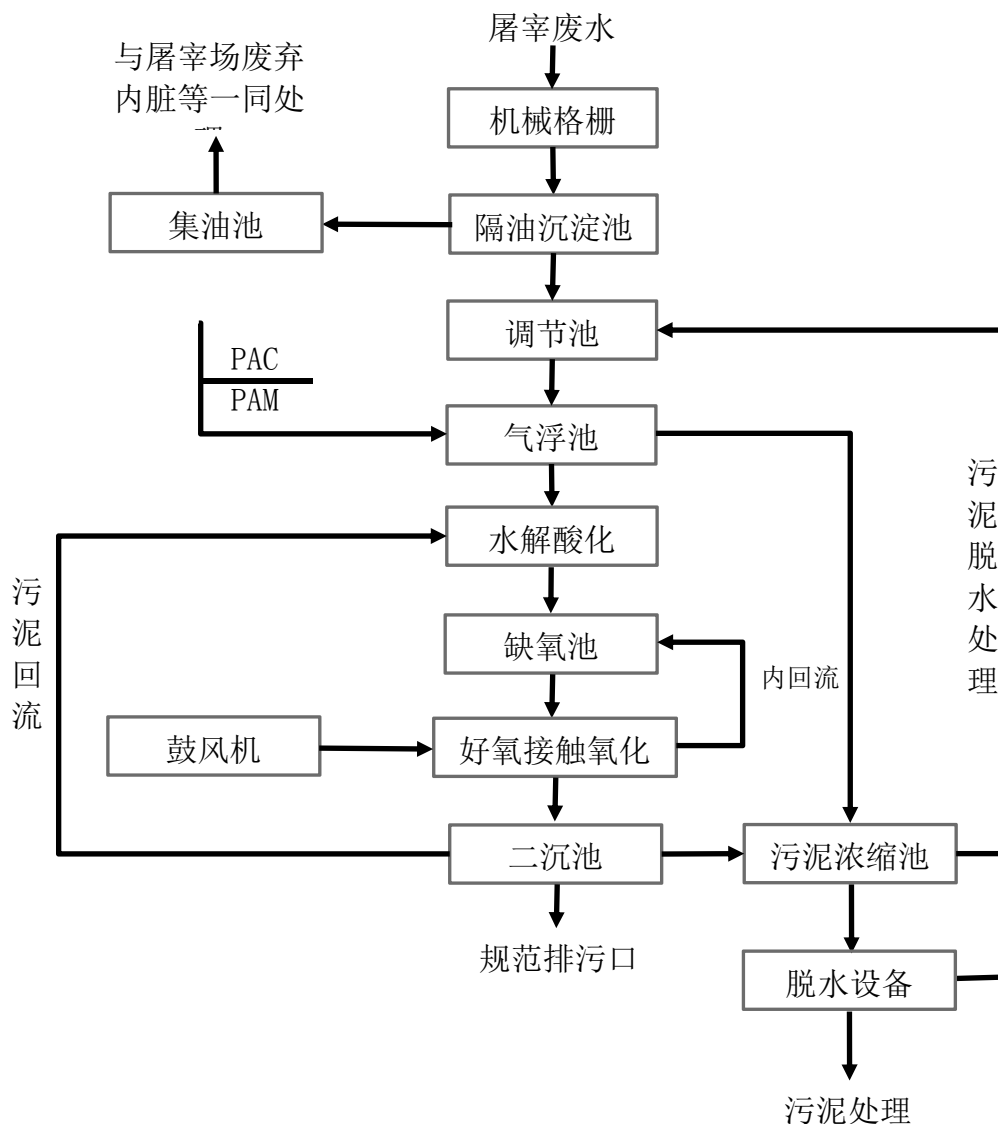 屠宰废水
与屠宰场废弃
内脏等一同处
机械格栅
集油池
隔油沉淀池
调节池
PAC
PAM
气浮池
水解酸化
缺氧池
内回流
鼓风机
好氧接触氧化
二沉池
污泥浓缩池
规范排污口
脱水设备
污泥处理
污泥回流
污泥脱水处理